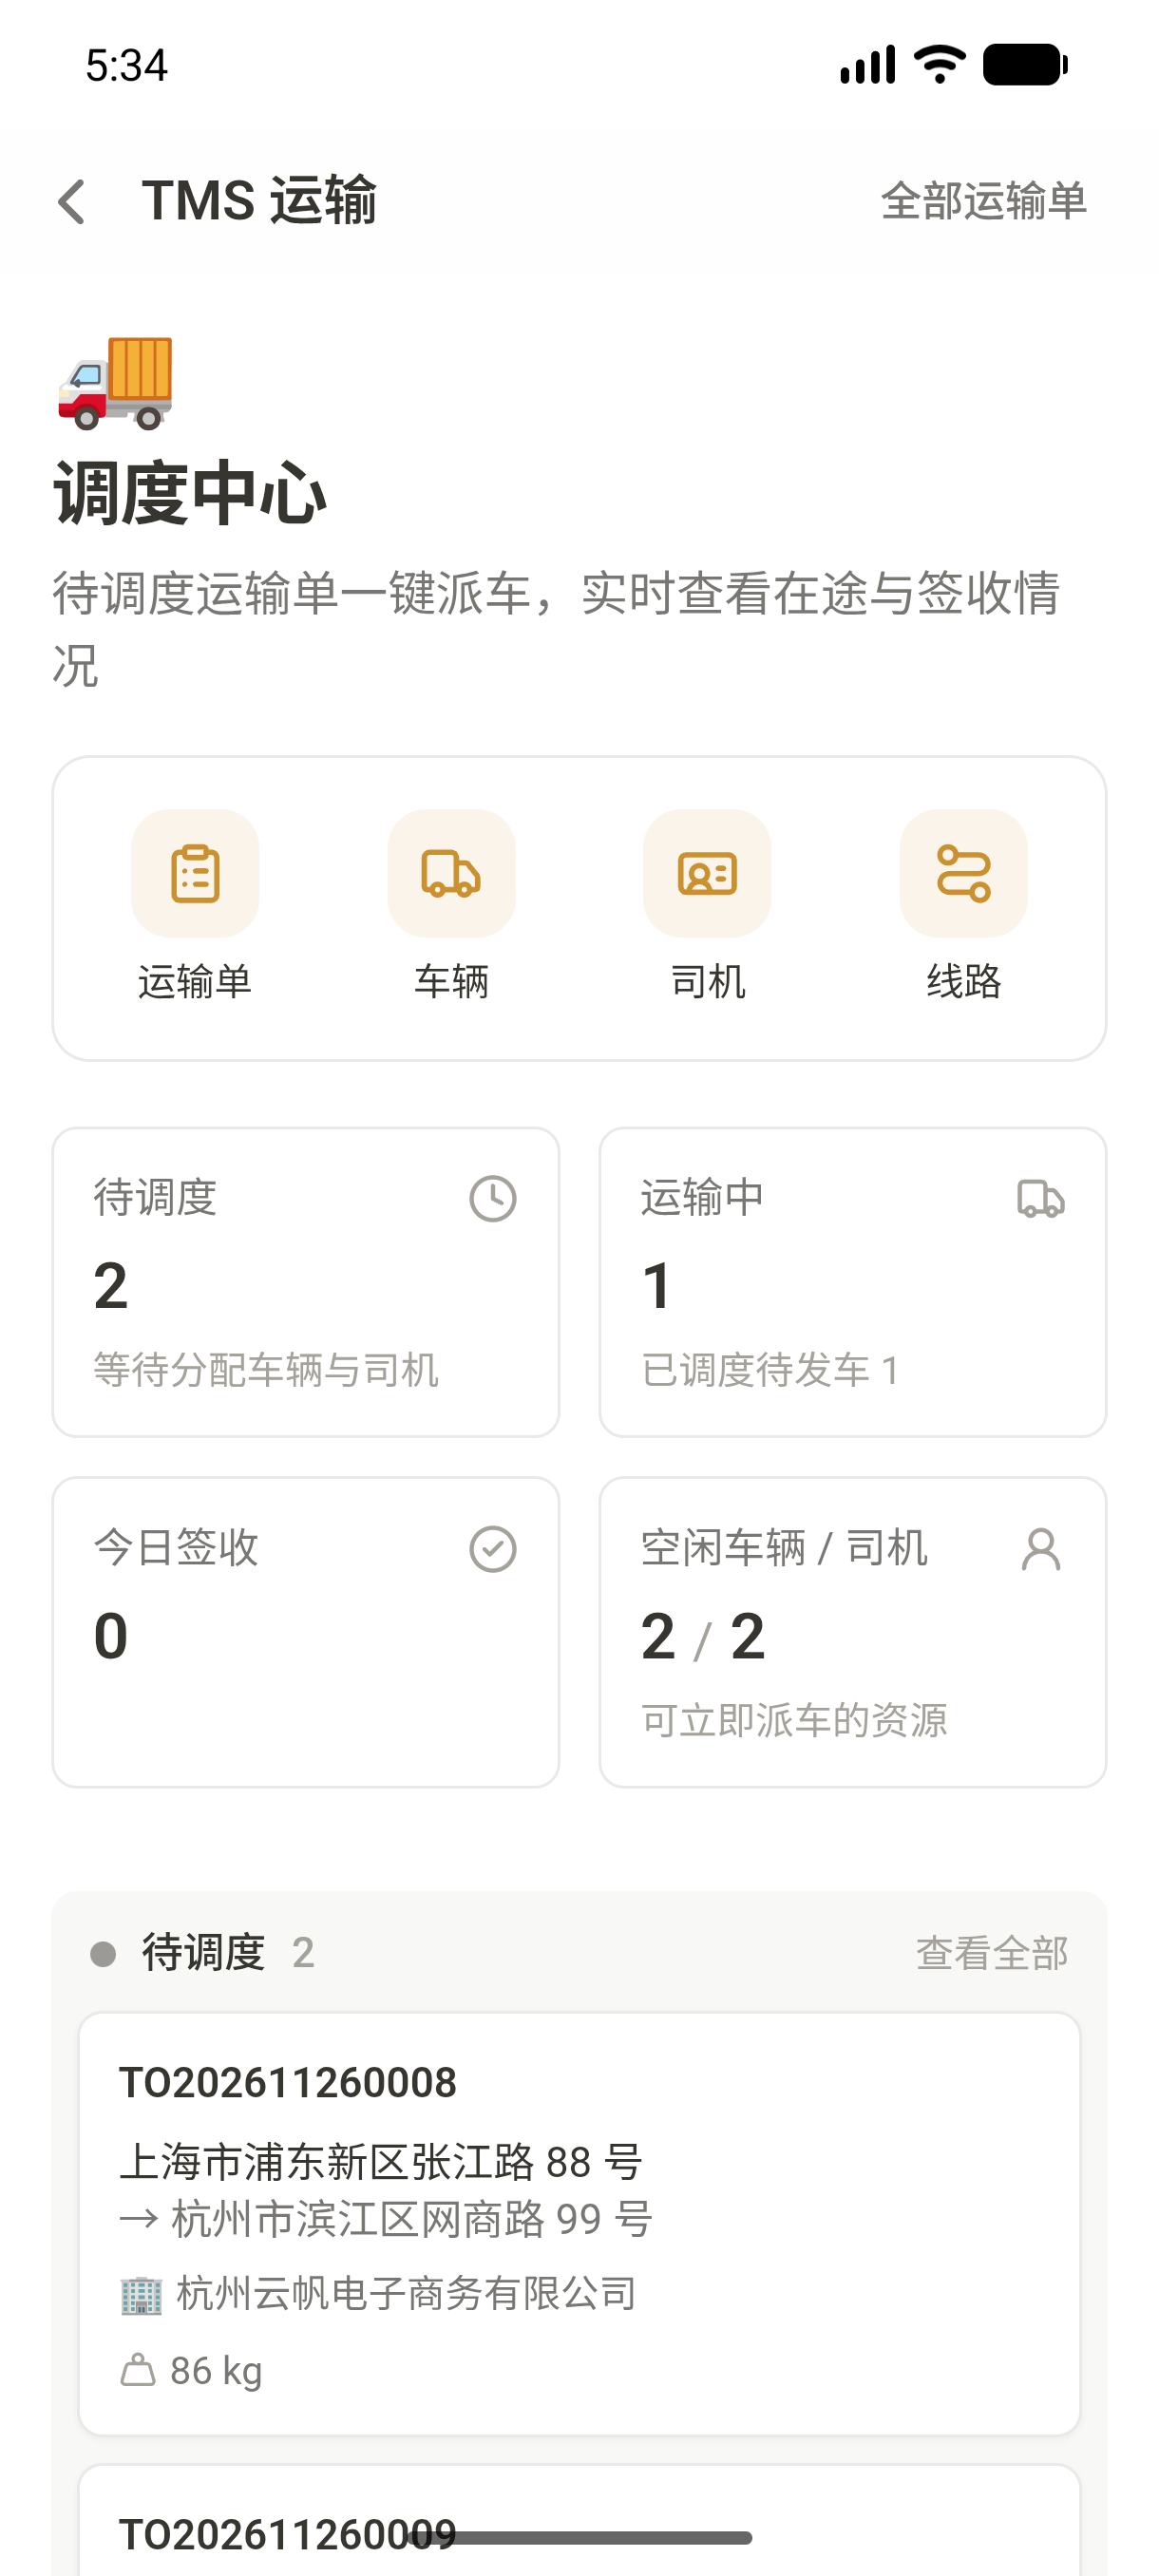 5:34
TMS 运输
全部运输单
调度中心
待调度运输单一键派车，实时查看在途与签收情
况
运输单
车辆
司机
线路
待调度
2
等待分配车辆与司机
运输中
1
已调度待发车 1
今日签收
0
空闲车辆 / 司机
2 / 2
可立即派车的资源
待调度 2
查看全部
TO202611260008
上海市浦东新区张江路 88 号
→ 杭州市滨江区网商路 99 号
🏢 杭州云帆电子商务有限公司
86 kg
TO202611260009